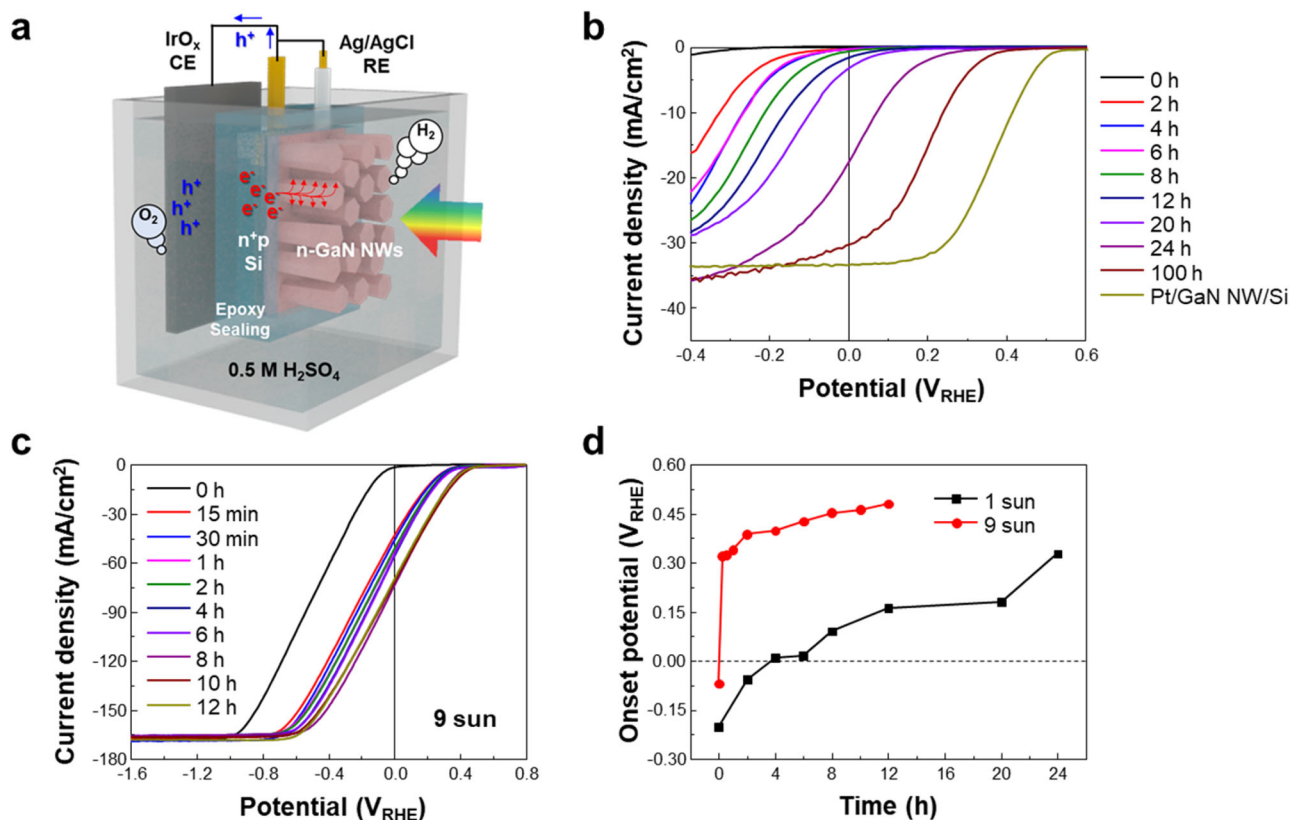 a
IrOₓ
CE
h⁺
Ag/AgCl
RE
H₂
h⁺
h⁺
h⁺
O₂
e⁻
e⁻
e⁻
e⁻
e⁻
n⁺p
Si
n-GaN NWs
Epoxy
Sealing
0.5 M H₂SO₄
b
Current density (mA/cm²)
0
-10
-20
-30
-40
-0.4
-0.2
0.0
0.2
0.4
0.6
Potential (V_RHE)
0 h
2 h
4 h
6 h
8 h
12 h
20 h
24 h
100 h
Pt/GaN NW/Si
c
Current density (mA/cm²)
0
-30
-60
-90
-120
-150
-180
0 h
15 min
30 min
1 h
2 h
4 h
6 h
8 h
10 h
12 h
9 sun
-1.6
-1.2
-0.8
-0.4
0.0
0.4
0.8
Potential (V_RHE)
d
Onset potential (V_RHE)
0.60
0.45
0.30
0.15
0.00
-0.15
-0.30
1 sun
9 sun
0
4
8
12
16
20
24
Time (h)